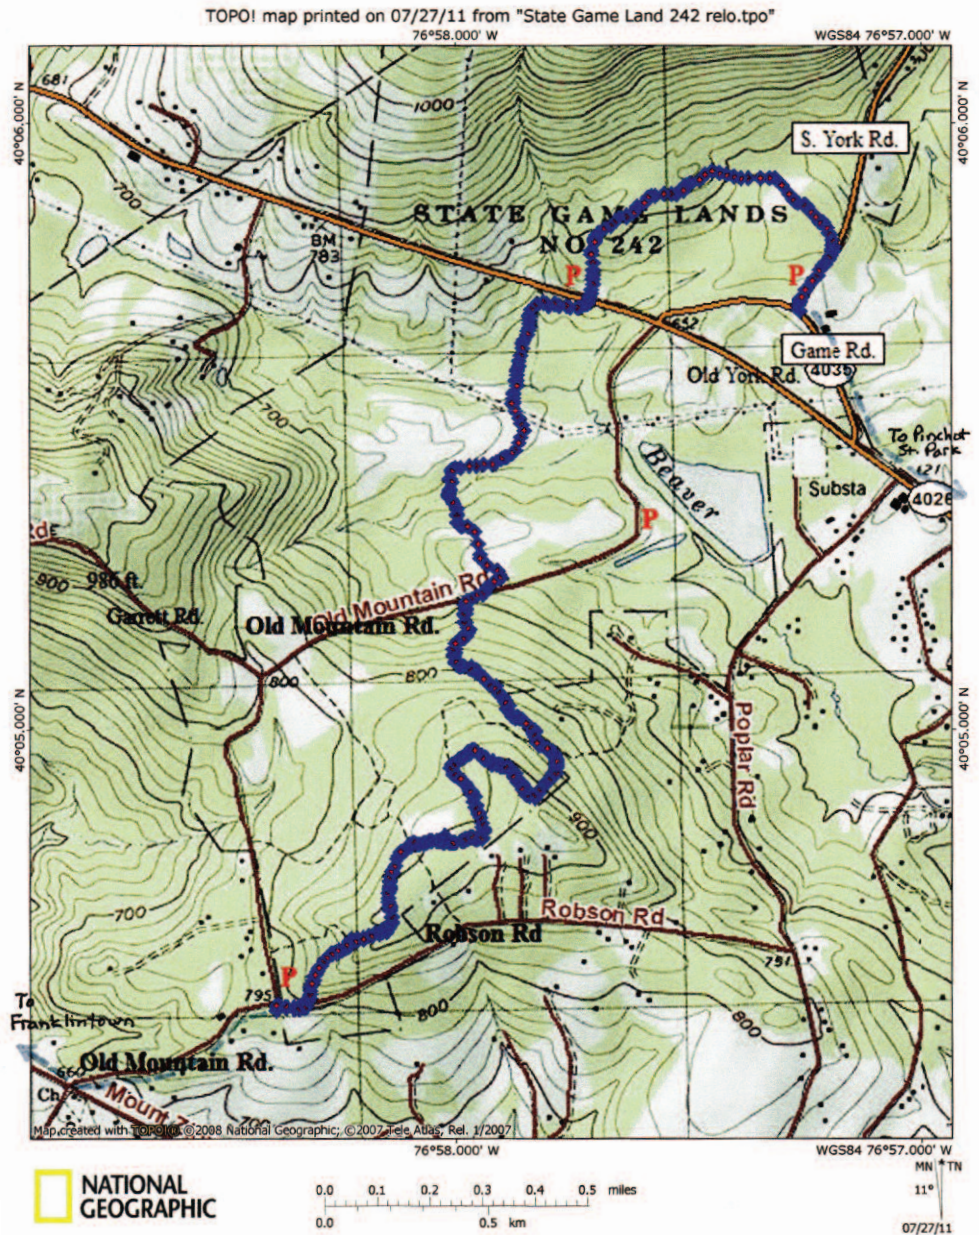 TOPO! map printed on 07/27/11 from "State Game Land 242 relo.tpo"
76°58.000' W
WGS84 76°57.000' W
40°06.000' N
40°06.000' N
681
1000
S. York Rd.
700
STATE GAME LANDS
NO 242
BM
783
P
P
652
Game Rd.
4035
Old York Rd.
700
To Pinchot
St. Park
621
Beaver
Substa
4028
P
900
986 ft.
Garrett Rd.
Old Mountain Rd
Old Mountain Rd.
800
800
40°05.000' N
40°05.000' N
Poplar Rd
900
700
Robson Rd
Robson Rd
751
P
795
To
Franklintown
800
800
Old Mountain Rd.
660
Ch
Mount
700
Map created with TOPO!® ©2008 National Geographic; ©2007 Tele Atlas, Rel. 1/2007
76°58.000' W
WGS84 76°57.000' W
NATIONAL
GEOGRAPHIC
0.0 0.1 0.2 0.3 0.4 0.5 miles
0.0 0.5 km
MN TN
11°
07/27/11